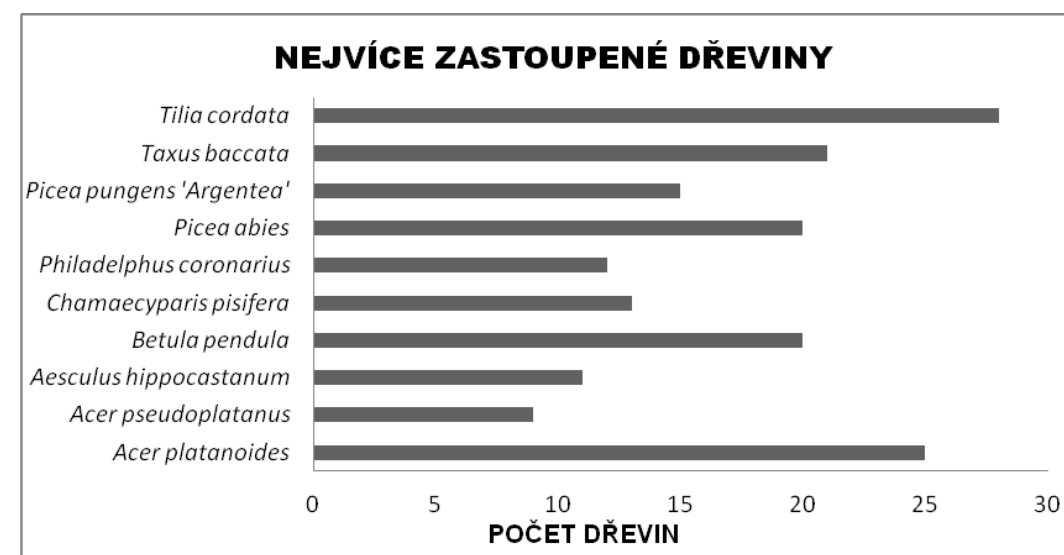 NEJVÍCE ZASTOUPENÉ DŘEVINY
Tilia cordata
Taxus baccata
Picea pungens 'Argentea'
Picea abies
Philadelphus coronarius
Chamaecyparis pisifera
Betula pendula
Aesculus hippocastanum
Acer pseudoplatanus
Acer platanoides
0 5 10 15 20 25 30
POČET DŘEVIN